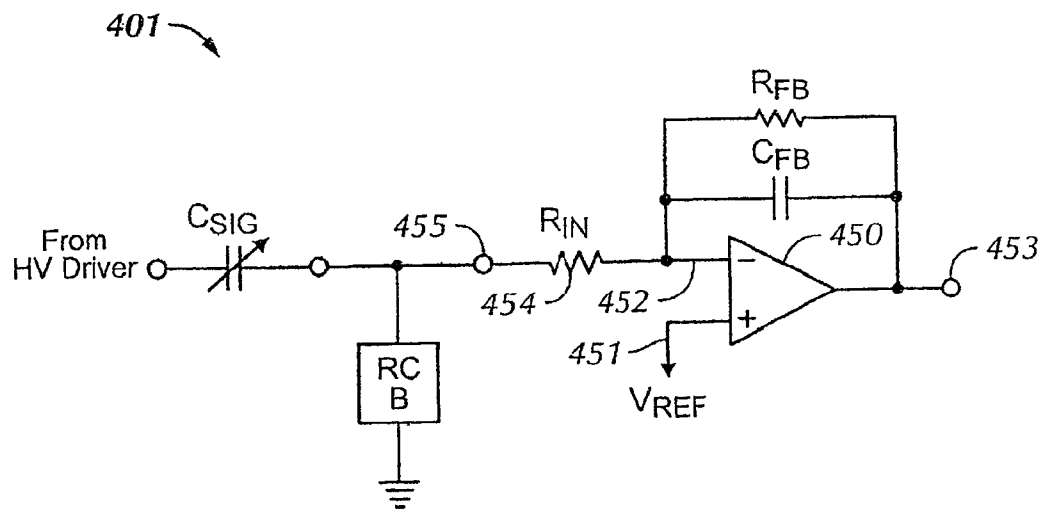 401
RFB
CFB
CSIG
From
HV Driver
455
RIN
454
452
450
453
−
+
451
VREF
RC
B